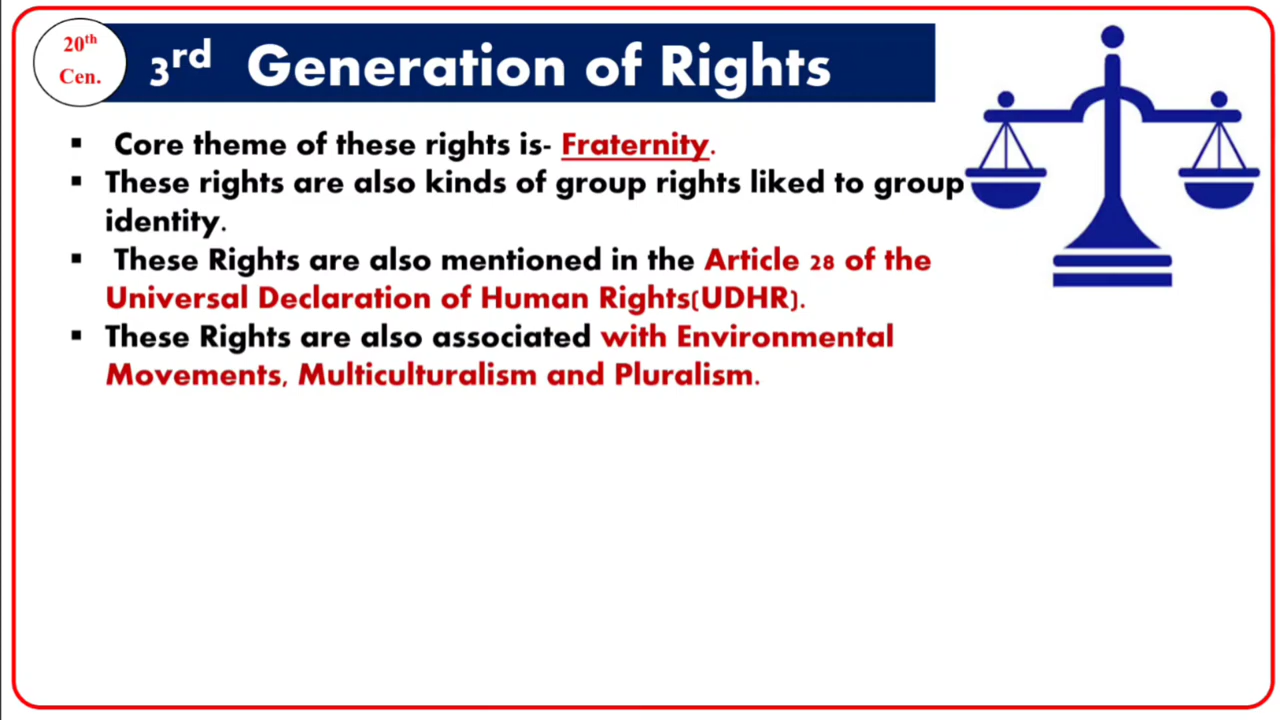 20th
Cen.
3rd Generation of Rights
▪ Core theme of these rights is- Fraternity.
▪ These rights are also kinds of group rights liked to group
identity.
▪ These Rights are also mentioned in the Article 28 of the
Universal Declaration of Human Rights(UDHR).
▪ These Rights are also associated with Environmental
Movements, Multiculturalism and Pluralism.